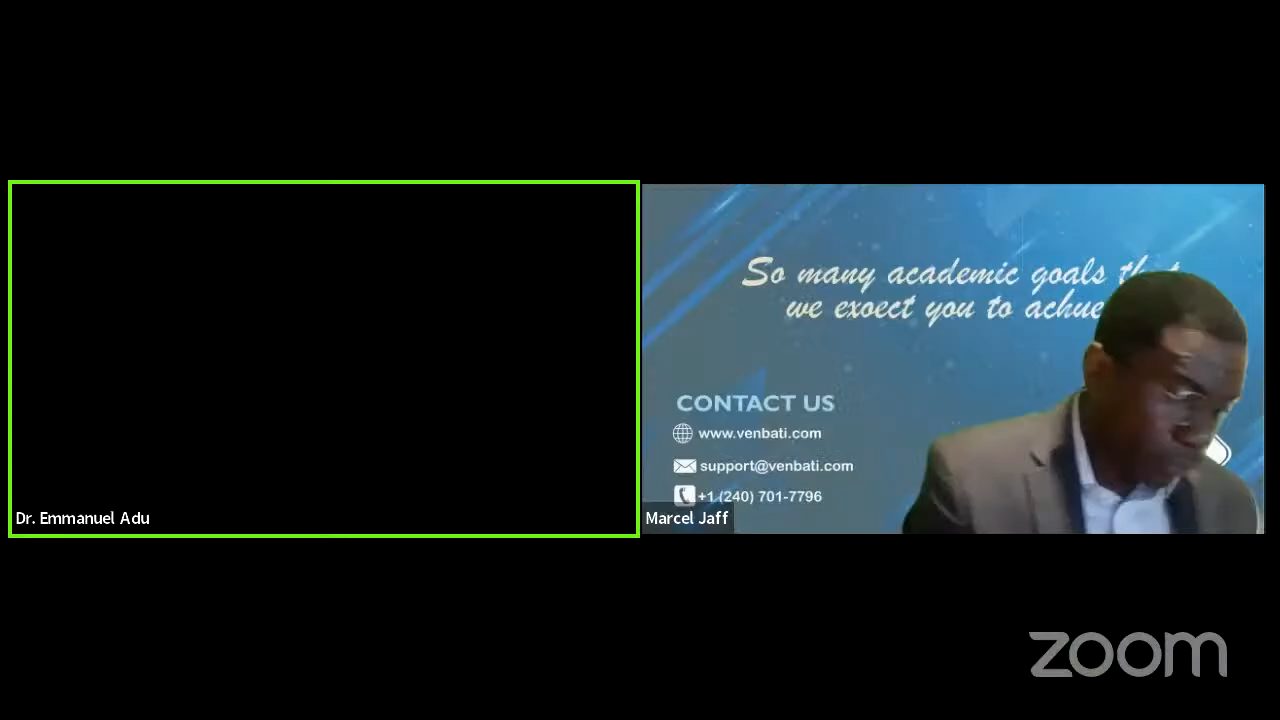 So many academic goals
we exoect you to achue
CONTACT US
www.venbati.com
support@venbati.com
+1 (240) 701-7796
Dr. Emmanuel Adu
Marcel Jaff
zoom